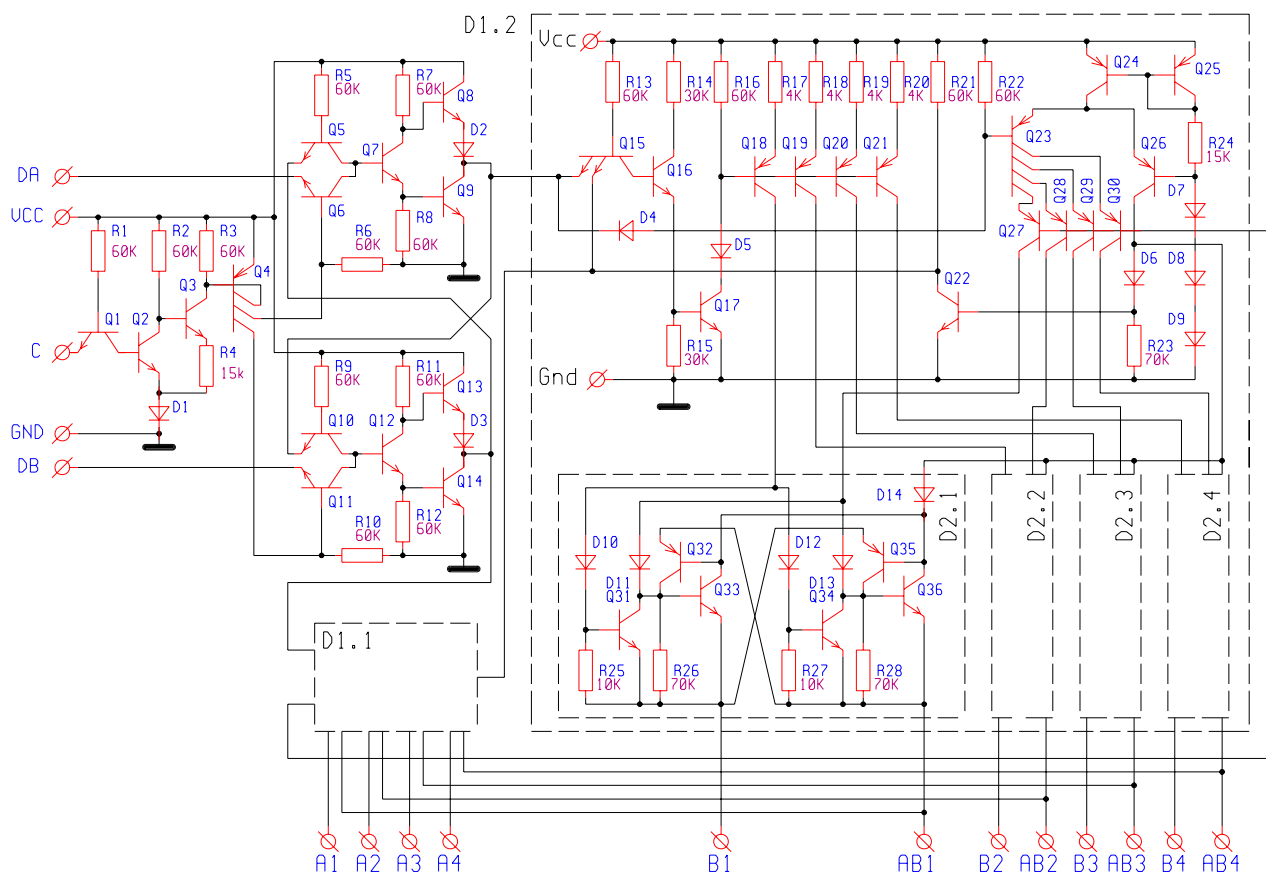 D1.2
Vcc
Q24
Q25
R5
60K
R7
60K
Q8
R13
60K
R14
30K
R16
60K
R17
4K
R18
4K
R19
4K
R20
4K
R21
60K
R22
60K
D2
Q5
Q7
Q15
Q16
Q18
Q19
Q20
Q21
Q23
Q26
R24
15K
DA
Q6
Q9
D7
Q28
Q29
Q30
VCC
R1
60K
R2
60K
R3
60K
R6
60K
R8
60K
D4
D5
Q27
Q4
Q3
D6
D8
Q22
Q1
Q2
Q17
D9
C
R4
15k
R15
30K
R23
70K
R9
60K
R11
60K
Q13
Gnd
D1
Q10
Q12
D3
GND
DB
Q11
Q14
D14
R10
60K
R12
60K
D2.1
D2.2
D2.3
D2.4
D10
D11
Q32
D12
D13
Q35
Q31
Q33
Q34
Q36
D1.1
R25
10K
R26
70K
R27
10K
R28
70K
A1
A2
A3
A4
B1
AB1
B2
AB2
B3
AB3
B4
AB4